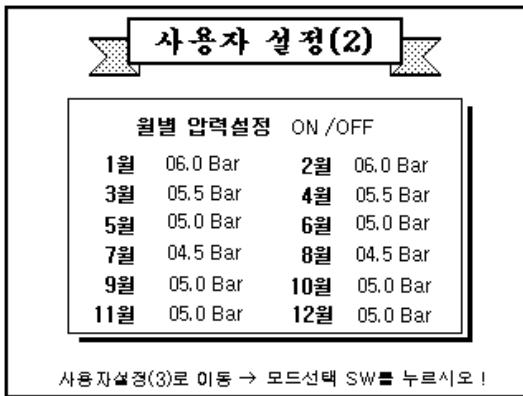 사용자 설정(2)
월별 압력설정 ON /OFF
1월 06.0 Bar 2월 06.0 Bar
3월 05.5 Bar 4월 05.5 Bar
5월 05.0 Bar 6월 05.0 Bar
7월 04.5 Bar 8월 04.5 Bar
9월 05.0 Bar 10월 05.0 Bar
11월 05.0 Bar 12월 05.0 Bar
사용자설정(3)로 이동 → 모드선택 SW를 누르시오 !